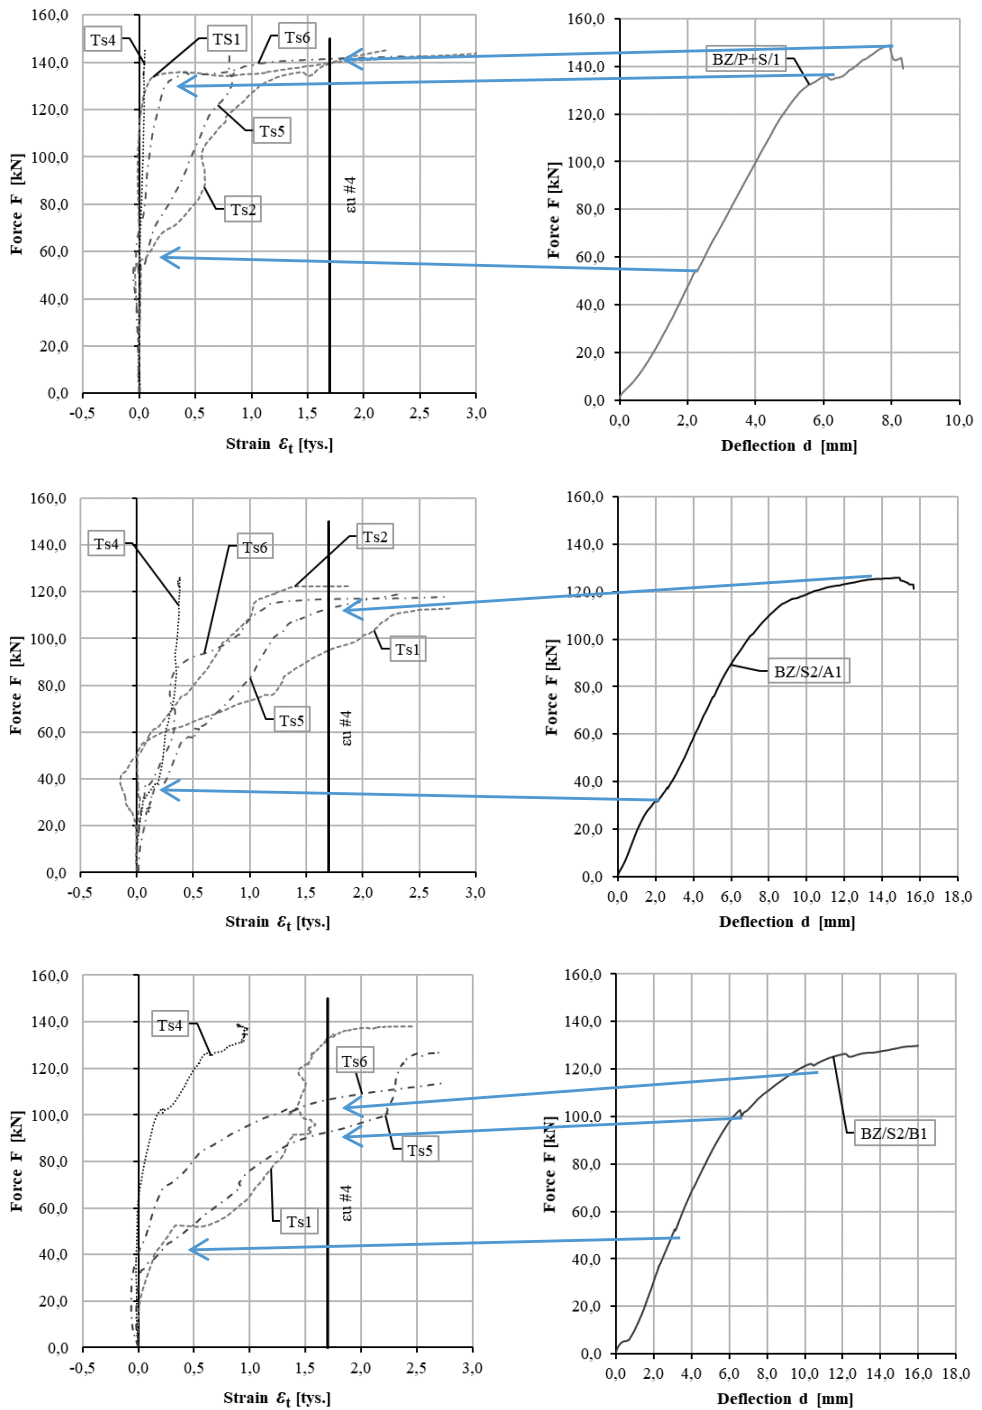 160,0
140,0
120,0
100,0
80,0
60,0
40,0
20,0
0,0
Force F [kN]
-0,5 0,0 0,5 1,0 1,5 2,0 2,5 3,0
Strain εt [tys.]
Ts4
TS1
Ts6
Ts5
Ts2
εu #4
160,0
140,0
120,0
100,0
80,0
60,0
40,0
20,0
0,0
Force F [kN]
0,0 2,0 4,0 6,0 8,0 10,0
Deflection d [mm]
BZ/P+S/1
160,0
140,0
120,0
100,0
80,0
60,0
40,0
20,0
0,0
Force F [kN]
-0,5 0,0 0,5 1,0 1,5 2,0 2,5 3,0
Strain εt [tys.]
Ts4
Ts6
Ts2
Ts1
Ts5
εu #4
160,0
140,0
120,0
100,0
80,0
60,0
40,0
20,0
0,0
Force F [kN]
0,0 2,0 4,0 6,0 8,0 10,0 12,0 14,0 16,0 18,0
Deflection d [mm]
BZ/S2/A1
160,0
140,0
120,0
100,0
80,0
60,0
40,0
20,0
0,0
Force F [kN]
-0,5 0,0 0,5 1,0 1,5 2,0 2,5 3,0
Strain εt [tys.]
Ts4
Ts6
Ts5
Ts1
εu #4
160,0
140,0
120,0
100,0
80,0
60,0
40,0
20,0
0,0
Force F [kN]
0,0 2,0 4,0 6,0 8,0 10,0 12,0 14,0 16,0 18,0
Deflection d [mm]
BZ/S2/B1